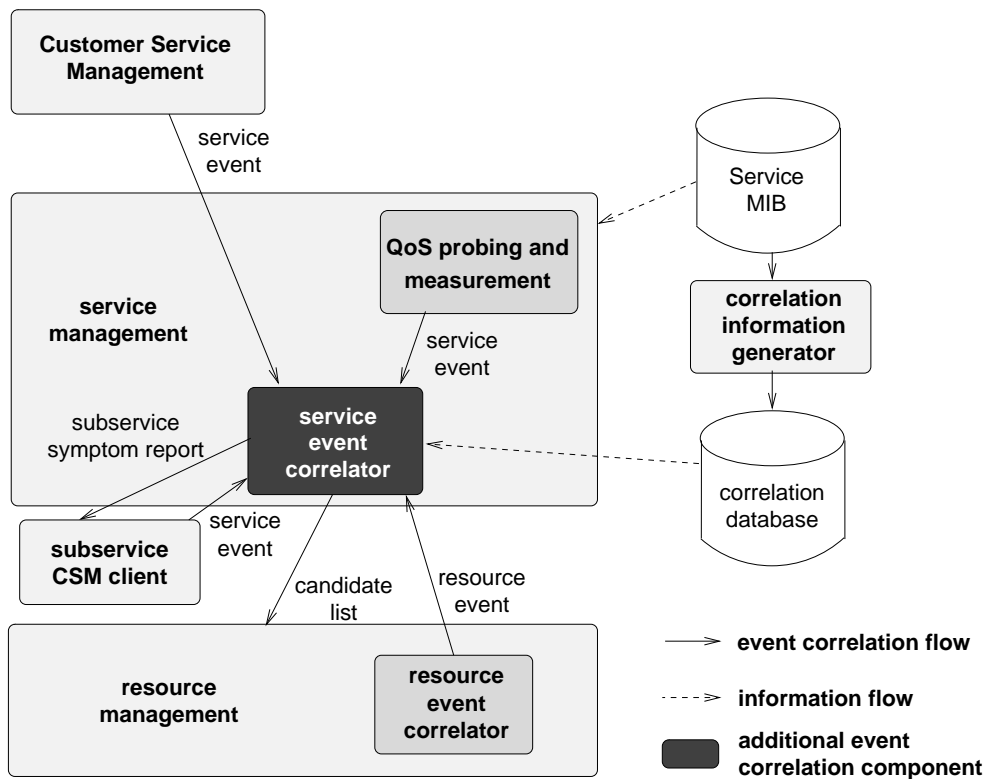 Customer Service
Management
service
event
Service
MIB
QoS probing and
measurement
service
management
service
event
correlation
information
generator
subservice
symptom report
service
event
correlator
correlation
database
subservice
CSM client
service
event
candidate
list
resource
event
resource
management
resource
event
correlator
event correlation flow
information flow
additional event
correlation component